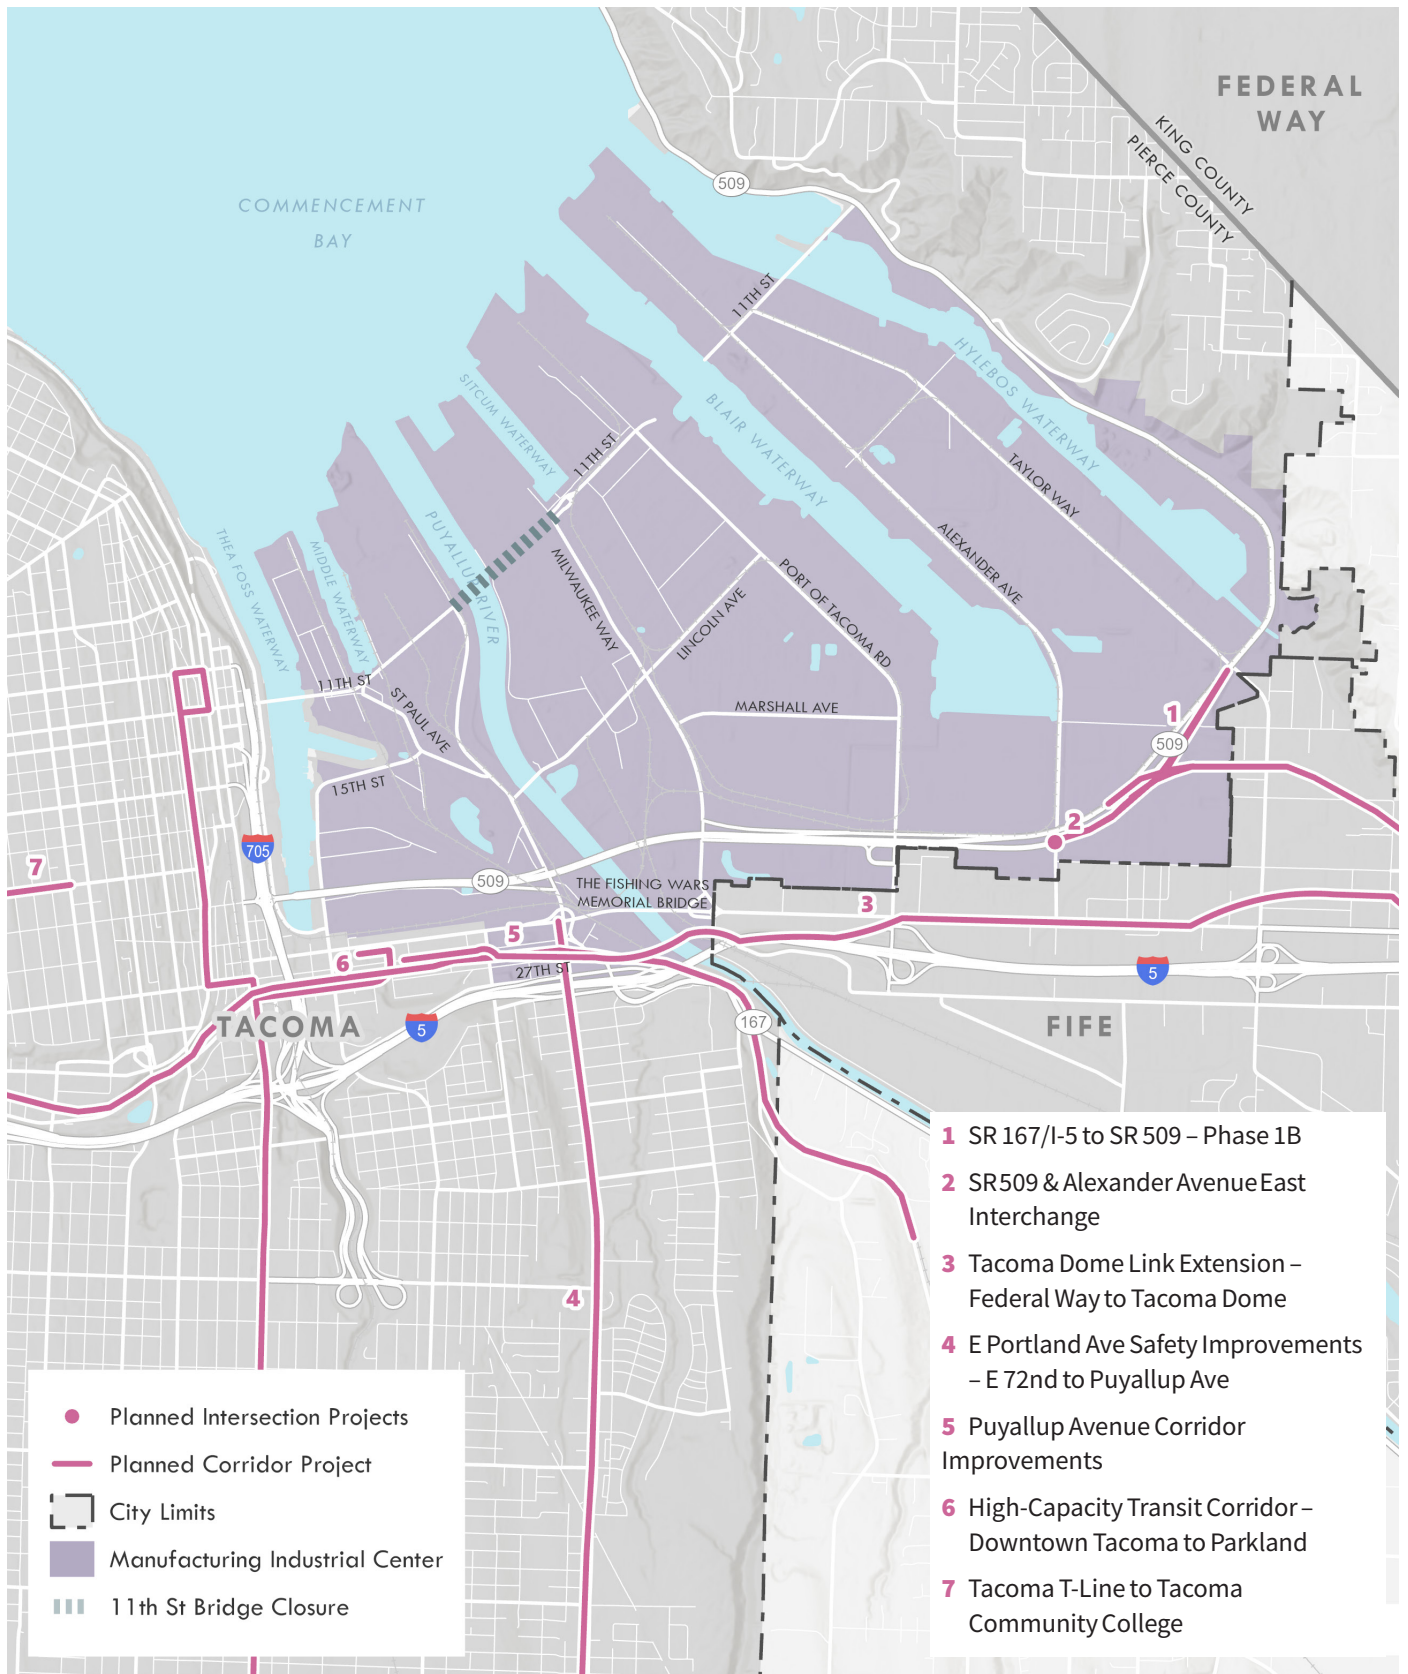 FEDERAL
WAY
KING COUNTY
PIERCE COUNTY
509
COMMENCEMENT
BAY
11TH ST
HYLEBOS WATERWAY
SITCUM WATERWAY
BLAIR WATERWAY
11TH ST
TAYLOR WAY
PUYALLUP RIVER
THEA FOSS WATERWAY
MIDDLE WATERWAY
MILWAUKEE WAY
ALEXANDER AVE
PORT OF TACOMA RD
LINCOLN AVE
11TH ST
ST PAUL AVE
MARSHALL AVE
1
509
15TH ST
2
705
7
509
THE FISHING WARS
MEMORIAL BRIDGE
3
5
6
27TH ST
5
TACOMA
5
167
FIFE
4
1 SR 167/I-5 to SR 509 – Phase 1B
2 SR509 & Alexander Avenue East
Interchange
3 Tacoma Dome Link Extension –
Federal Way to Tacoma Dome
4 E Portland Ave Safety Improvements
– E 72nd to Puyallup Ave
5 Puyallup Avenue Corridor
Improvements
6 High-Capacity Transit Corridor –
Downtown Tacoma to Parkland
7 Tacoma T-Line to Tacoma
Community College
Planned Intersection Projects
Planned Corridor Project
City Limits
Manufacturing Industrial Center
11th St Bridge Closure